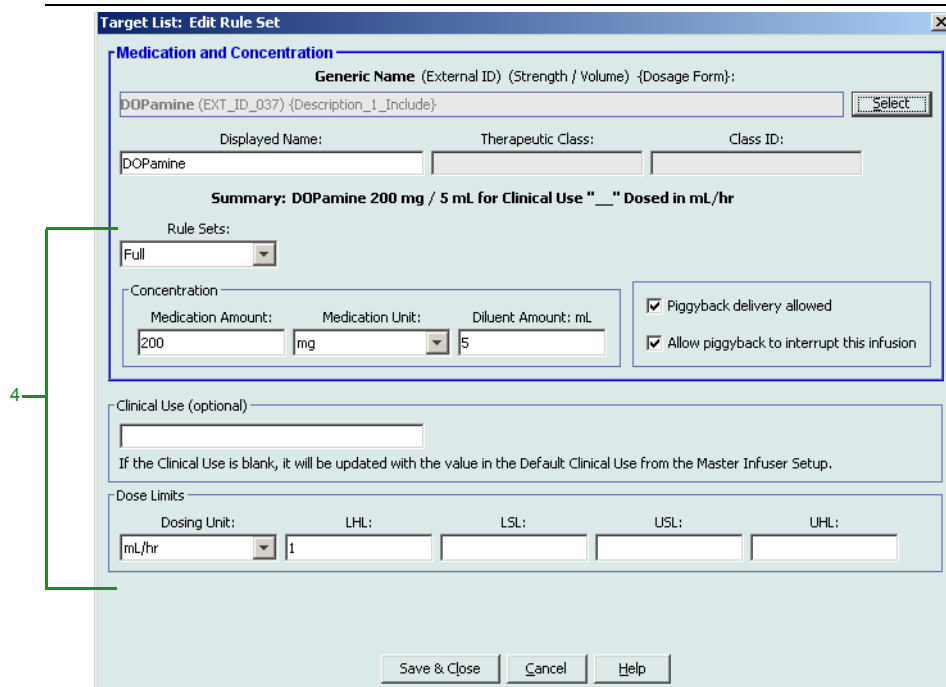 Target List: Edit Rule Set
Medication and Concentration
Generic Name (External ID) (Strength / Volume) {Dosage Form}:
DOPamine (EXT_ID_037) {Description_1_Include}
Select
Displayed Name: Therapeutic Class: Class ID:
DOPamine
Summary: DOPamine 200 mg / 5 mL for Clinical Use "__" Dosed in mL/hr
Rule Sets:
Full
Concentration
Medication Amount: Medication Unit: Diluent Amount: mL
200 mg 5
Piggyback delivery allowed
Allow piggyback to interrupt this infusion
4
Clinical Use (optional)
If the Clinical Use is blank, it will be updated with the value in the Default Clinical Use from the Master Infuser Setup.
Dose Limits
Dosing Unit: LHL: LSL: USL: UHL:
mL/hr 1
Save & Close Cancel Help